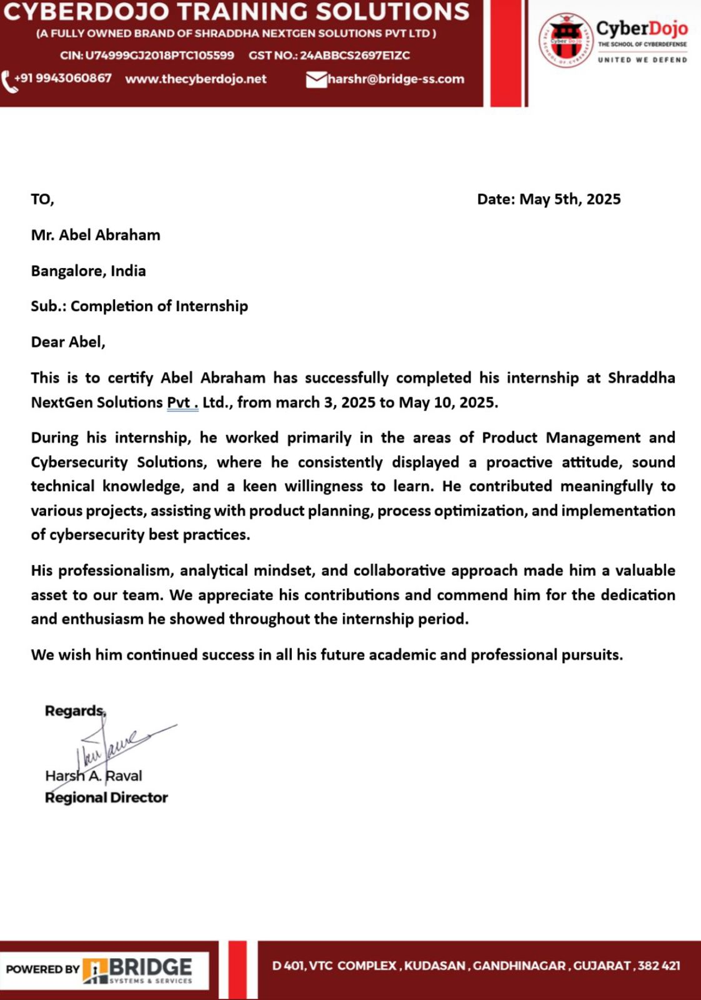 CYBERDOJO TRAINING SOLUTIONS
(A FULLY OWNED BRAND OF SHRADDHA NEXTGEN SOLUTIONS PVT LTD )
CIN: U74999GJ2018PTC105599 GST NO.: 24ABBCS2697E1ZC
+91 9943060867 www.thecyberdojo.net harshr@bridge-ss.com
THE SCHOOL OF CYBERDEFENSE
Cyber Dojo
CyberDojo
THE SCHOOL OF CYBERDEFENSE
UNITED WE DEFEND
TO, Date: May 5th, 2025
Mr. Abel Abraham
Bangalore, India
Sub.: Completion of Internship
Dear Abel,
This is to certify Abel Abraham has successfully completed his internship at Shraddha
NextGen Solutions Pvt . Ltd., from march 3, 2025 to May 10, 2025.
During his internship, he worked primarily in the areas of Product Management and
Cybersecurity Solutions, where he consistently displayed a proactive attitude, sound
technical knowledge, and a keen willingness to learn. He contributed meaningfully to
various projects, assisting with product planning, process optimization, and implementation
of cybersecurity best practices.
His professionalism, analytical mindset, and collaborative approach made him a valuable
asset to our team. We appreciate his contributions and commend him for the dedication
and enthusiasm he showed throughout the internship period.
We wish him continued success in all his future academic and professional pursuits.
Regards,
Harsh A. Raval
Regional Director
POWERED BY BRIDGE
SYSTEMS & SERVICES
D 401, VTC COMPLEX , KUDASAN , GANDHINAGAR , GUJARAT , 382 421